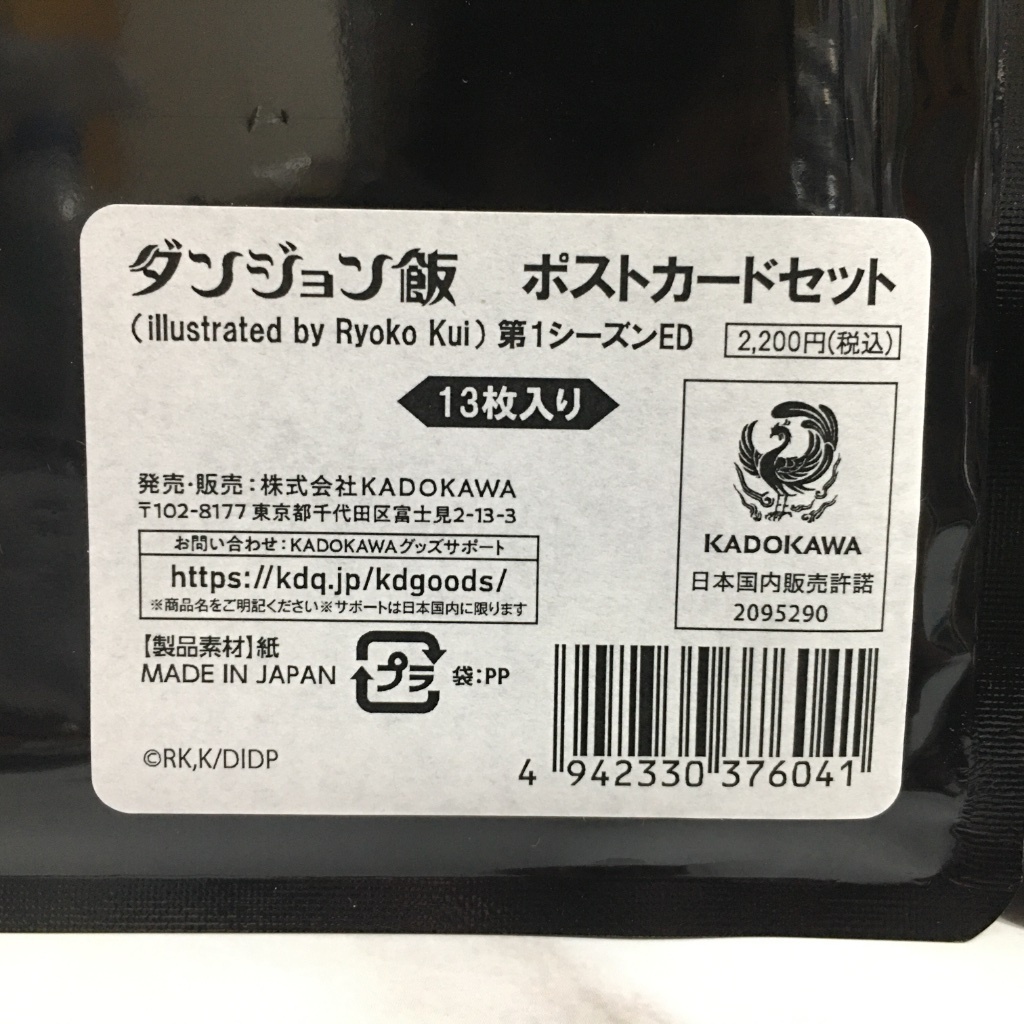 ダンジョン飯 ポストカードセット
(illustrated by Ryoko Kui) 第1シーズンED 2,200円(税込)
13枚入り
発売・販売：株式会社KADOKAWA
〒102-8177 東京都千代田区富士見2-13-3
お問い合わせ：KADOKAWAグッズサポート
https://kdq.jp/kdgoods/
※商品名をご明記ください※サポートは日本国内に限ります
KADOKAWA
日本国内販売許諾
2095290
【製品素材】紙
MADE IN JAPAN
プラ 袋:PP
©RK,K/DIDP
4 942330 376041